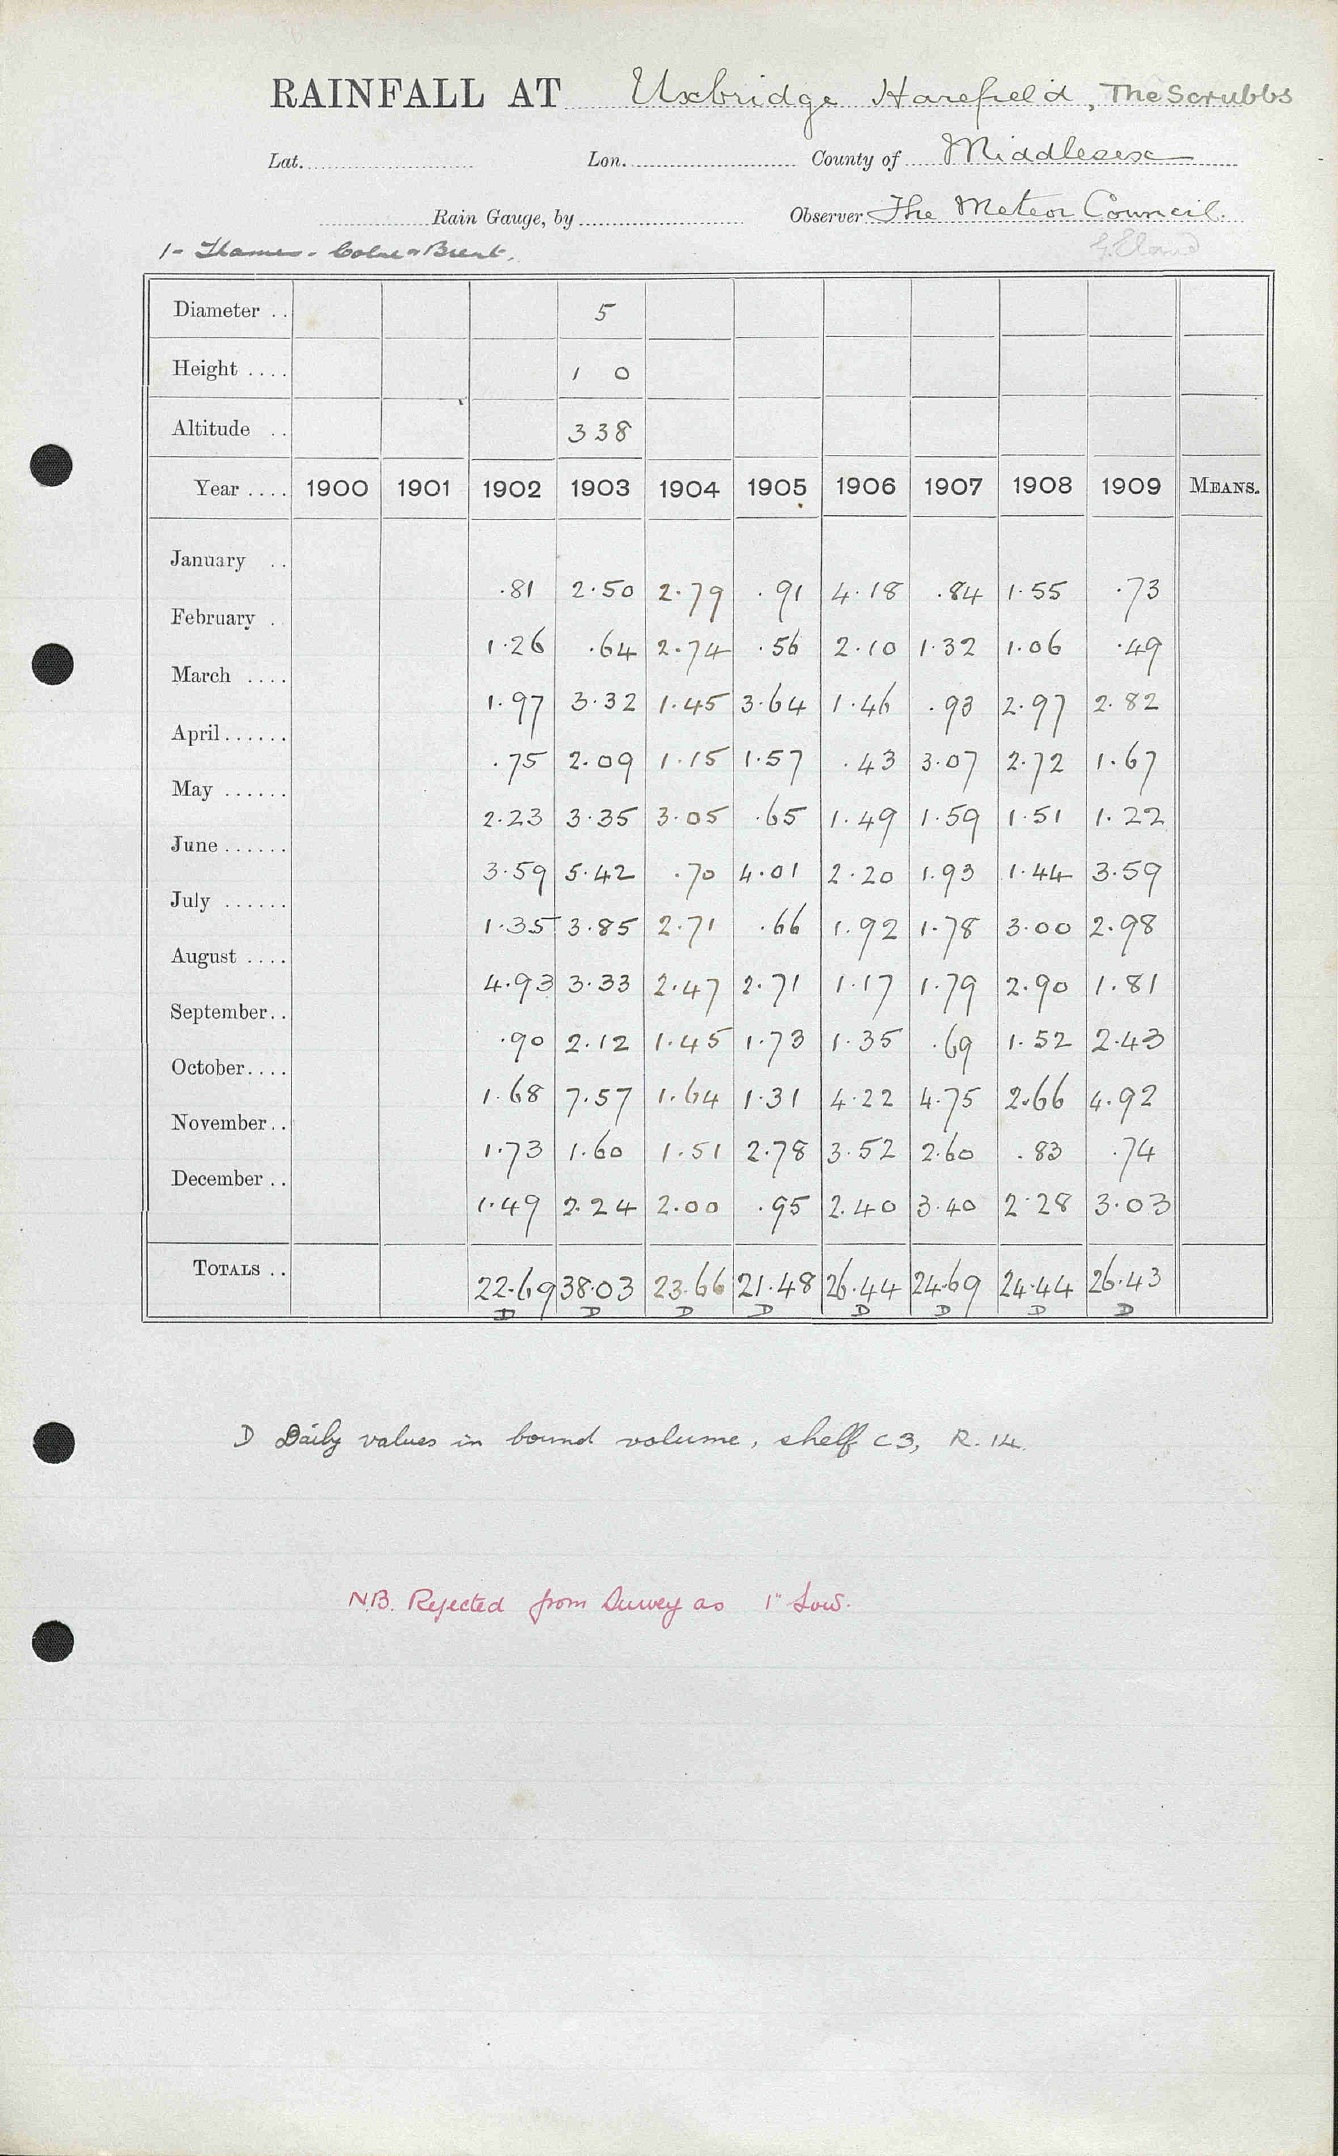 RAINFALL AT Uxbridge Harefield, The Scrubbs
Lat. Lon. County of Middlesex
Rain Gauge, by Observer The Meteor Council.
1 - Thames - Colne & Brent.
Diameter .. 5
Height .... 1 0
Altitude .. 338
Year .... 1900 1901 1902 1903 1904 1905 1906 1907 1908 1909 MEANS.
January .. .81 2.50 2.79 .91 4.18 .84 1.55 .73
February . 1.26 .64 2.74 .56 2.10 1.32 1.06 .49
March .... 1.97 3.32 1.45 3.64 1.46 .93 2.97 2.82
April...... .75 2.09 1.15 1.57 .43 3.07 2.72 1.67
May ...... 2.23 3.35 3.05 .65 1.49 1.59 1.51 1.22
June ...... 3.59 5.42 .70 4.01 2.20 1.93 1.44 3.59
July ...... 1.35 3.85 2.71 .66 1.92 1.78 3.00 2.98
August .... 4.93 3.33 2.47 2.71 1.17 1.79 2.90 1.81
September.. .90 2.12 1.45 1.73 1.35 .69 1.52 2.43
October.... 1.68 7.57 1.64 1.31 4.22 4.75 2.66 4.92
November.. 1.73 1.60 1.51 2.78 3.52 2.60 .83 .74
December .. 1.49 2.24 2.00 .95 2.40 3.40 2.28 3.03
TOTALS .. 22.69 38.03 23.66 21.48 26.44 24.69 24.44 26.43
D D D D D D D D
D Daily values in bound volume, shelf C3, R.14.
N.B. Rejected from Survey as 1" low.